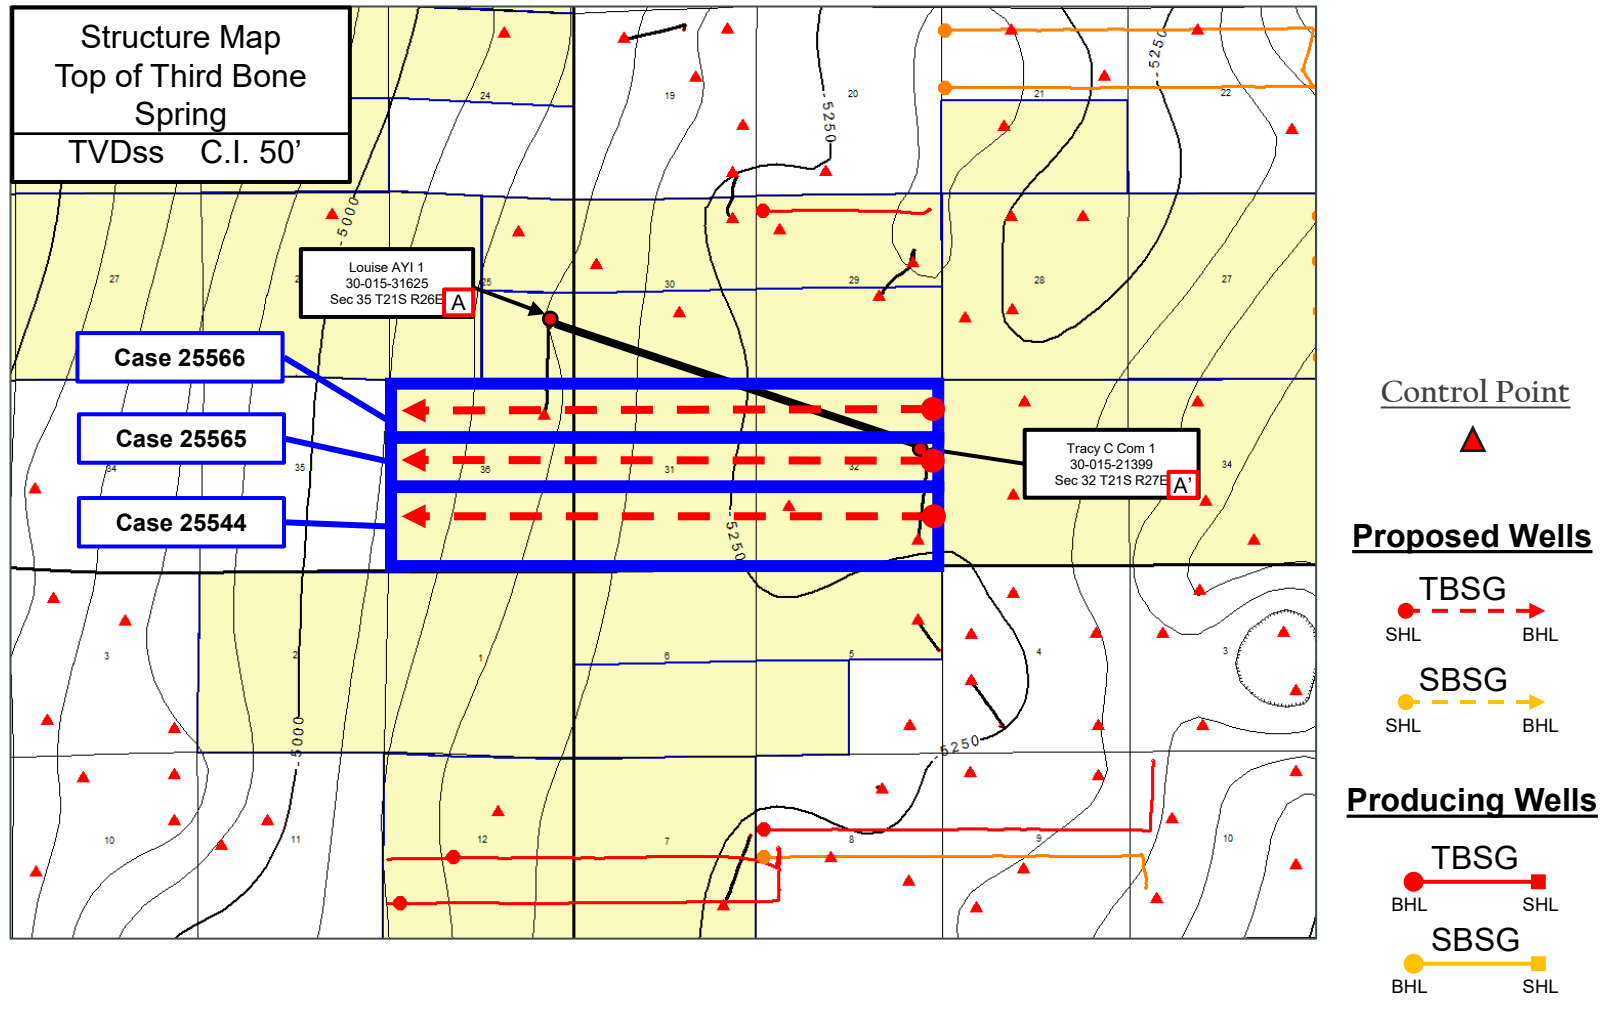 Structure Map
Top of Third Bone
Spring
TVDss C.I. 50’
24
19
20
21
22
-5250
-5250
-5000
27
2
25
30
29
28
27
Louise AYI 1
30-015-31625
Sec 35 T21S R26E
A
Case 25566
Case 25565
Case 25544
34
35
36
31
32
34
Tracy C Com 1
30-015-21399
Sec 32 T21S R27E
A’
-5250
3
2
1
6
5
4
3
-5000
-5250
10
11
12
7
8
9
10
Control Point
Proposed Wells
TBSG
SHL BHL
SBSG
SHL BHL
Producing Wells
TBSG
BHL SHL
SBSG
BHL SHL